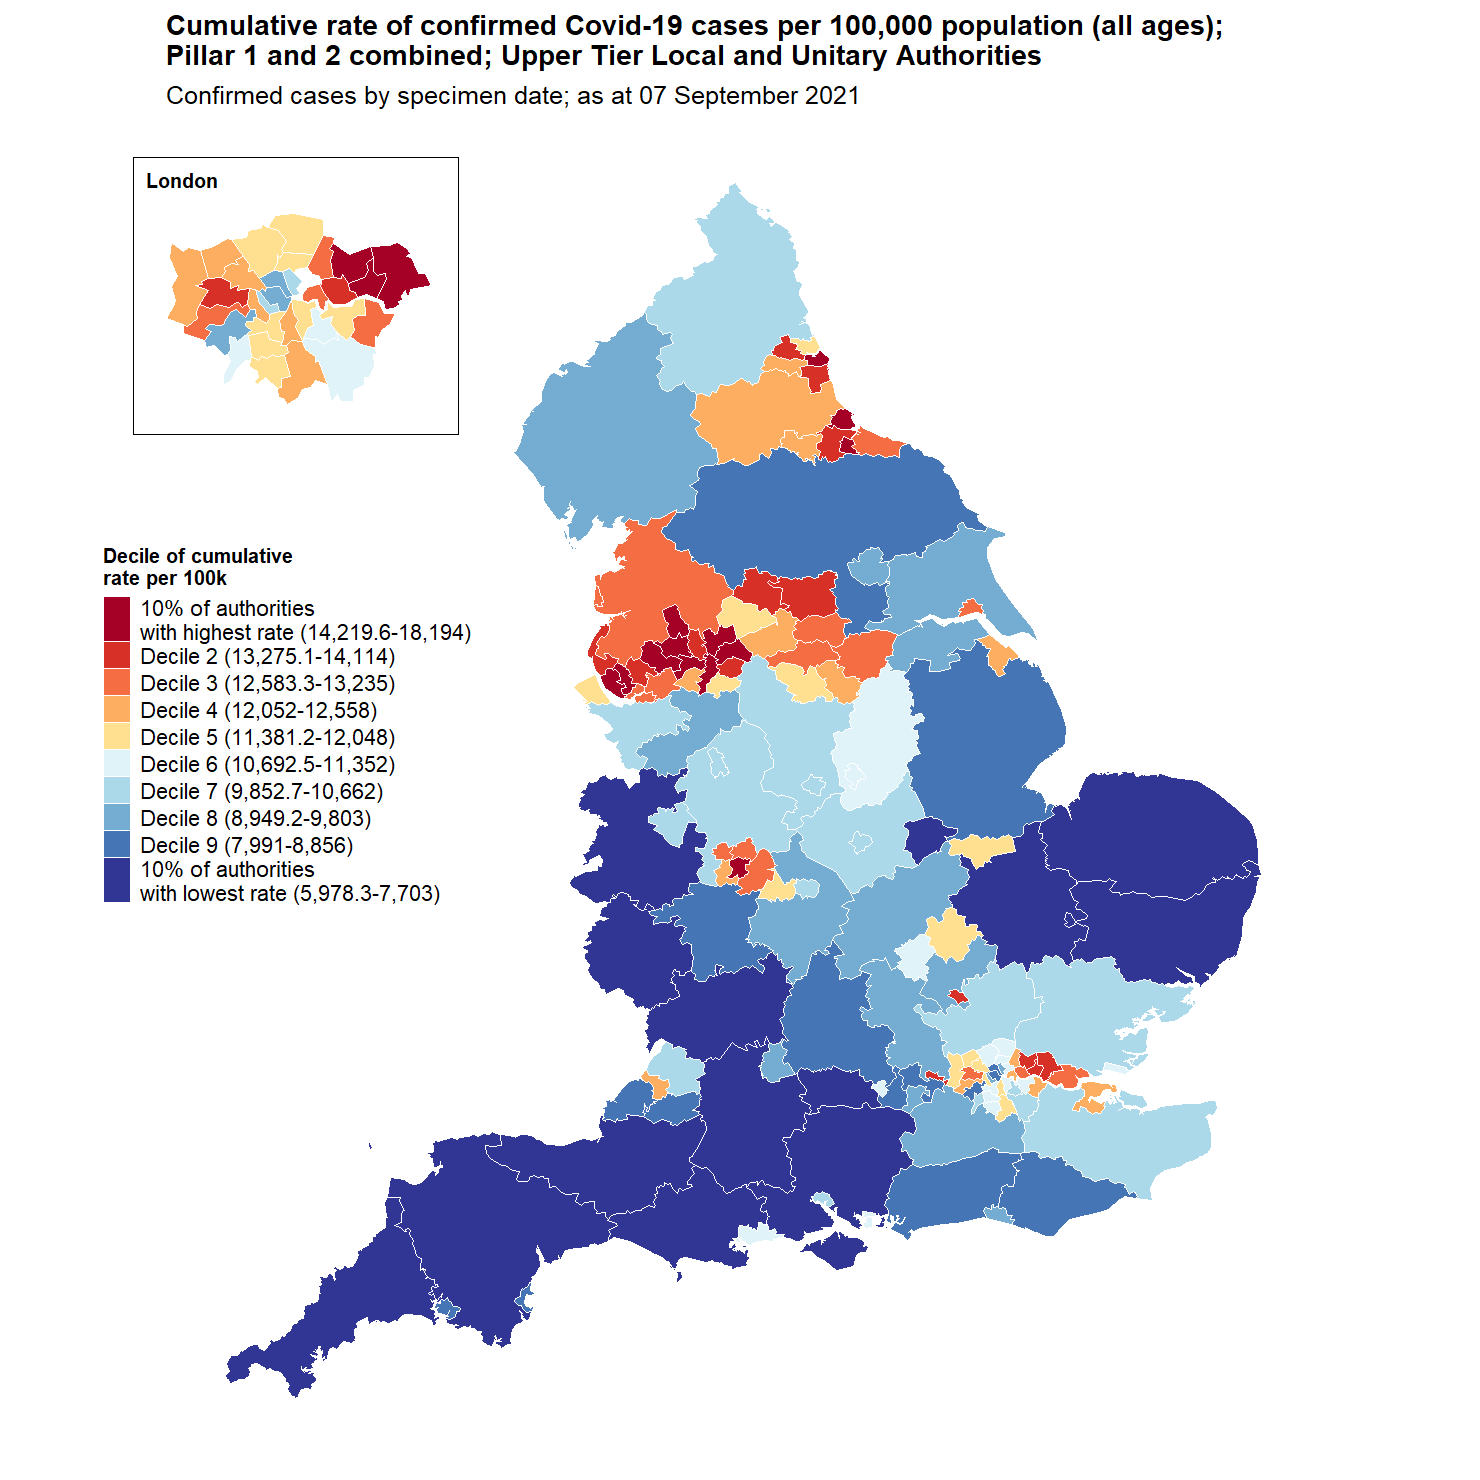 Cumulative rate of confirmed Covid-19 cases per 100,000 population (all ages);
Pillar 1 and 2 combined; Upper Tier Local and Unitary Authorities
Confirmed cases by specimen date; as at 07 September 2021
London
Decile of cumulative
rate per 100k
10% of authorities
with highest rate (14,219.6-18,194)
Decile 2 (13,275.1-14,114)
Decile 3 (12,583.3-13,235)
Decile 4 (12,052-12,558)
Decile 5 (11,381.2-12,048)
Decile 6 (10,692.5-11,352)
Decile 7 (9,852.7-10,662)
Decile 8 (8,949.2-9,803)
Decile 9 (7,991-8,856)
10% of authorities
with lowest rate (5,978.3-7,703)